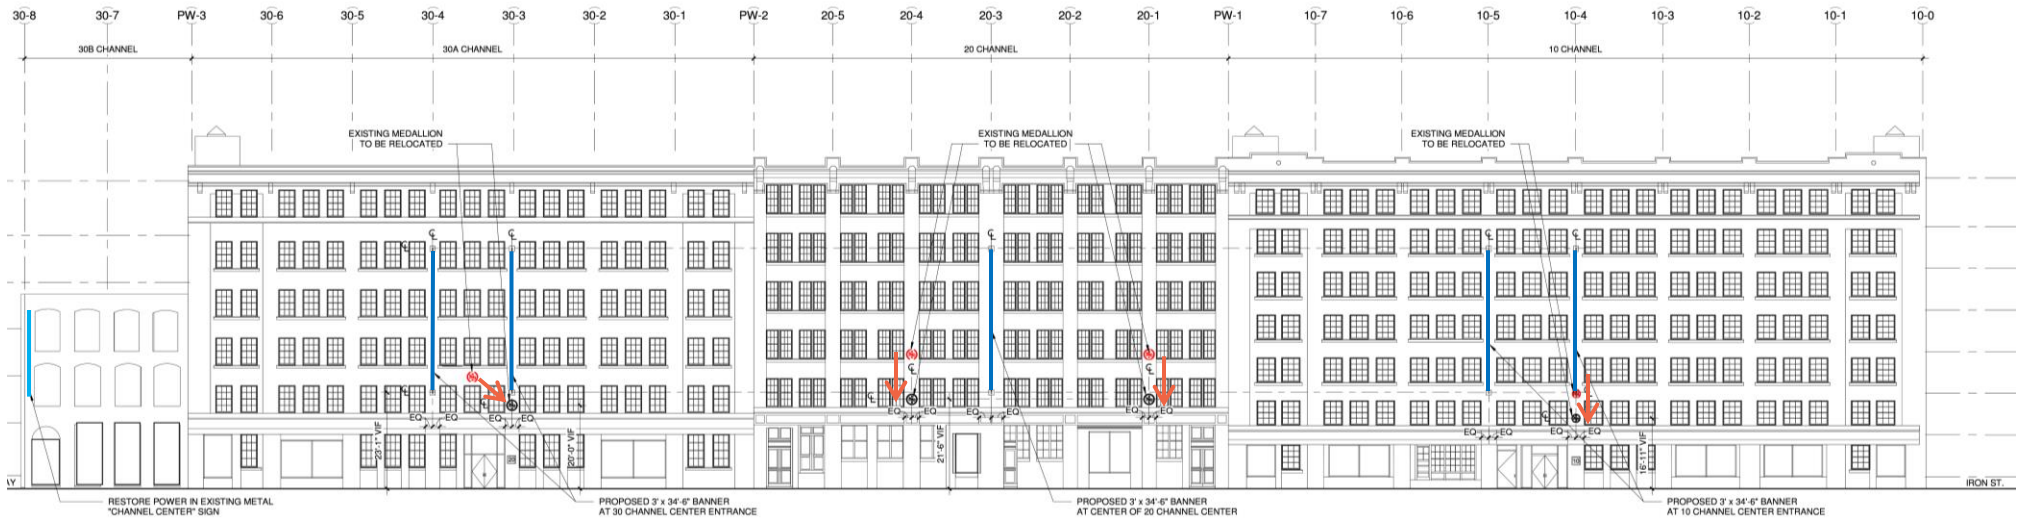 30-8 PW-3 30-6 30-5 30-4 30-3 30-2 30-1 PW-2 20-5 20-4 20-3 20-2 20-1 PW-1 10-7 10-6 10-5 10-4 10-3 10-2 10-1 10-0
30B CHANNEL 30A CHANNEL 20 CHANNEL 10 CHANNEL
EXISTING MEDALLION
TO BE RELOCATED
EXISTING MEDALLION
TO BE RELOCATED
EXISTING MEDALLION
TO BE RELOCATED
EQ EQ EQ EQ EQ EQ EQ EQ EQ EQ EQ EQ EQ EQ
23'-1" VIF
20'-0" VIF
21'-6" VIF
16'-11" VIF
10
AY
IRON ST.
RESTORE POWER IN EXISTING METAL
"CHANNEL CENTER" SIGN
PROPOSED 3' x 34'-6" BANNER
AT 30 CHANNEL CENTER ENTRANCE
PROPOSED 3' x 34'-6" BANNER
AT CENTER OF 20 CHANNEL CENTER
PROPOSED 3' x 34'-6" BANNER
AT 10 CHANNEL CENTER ENTRANCE